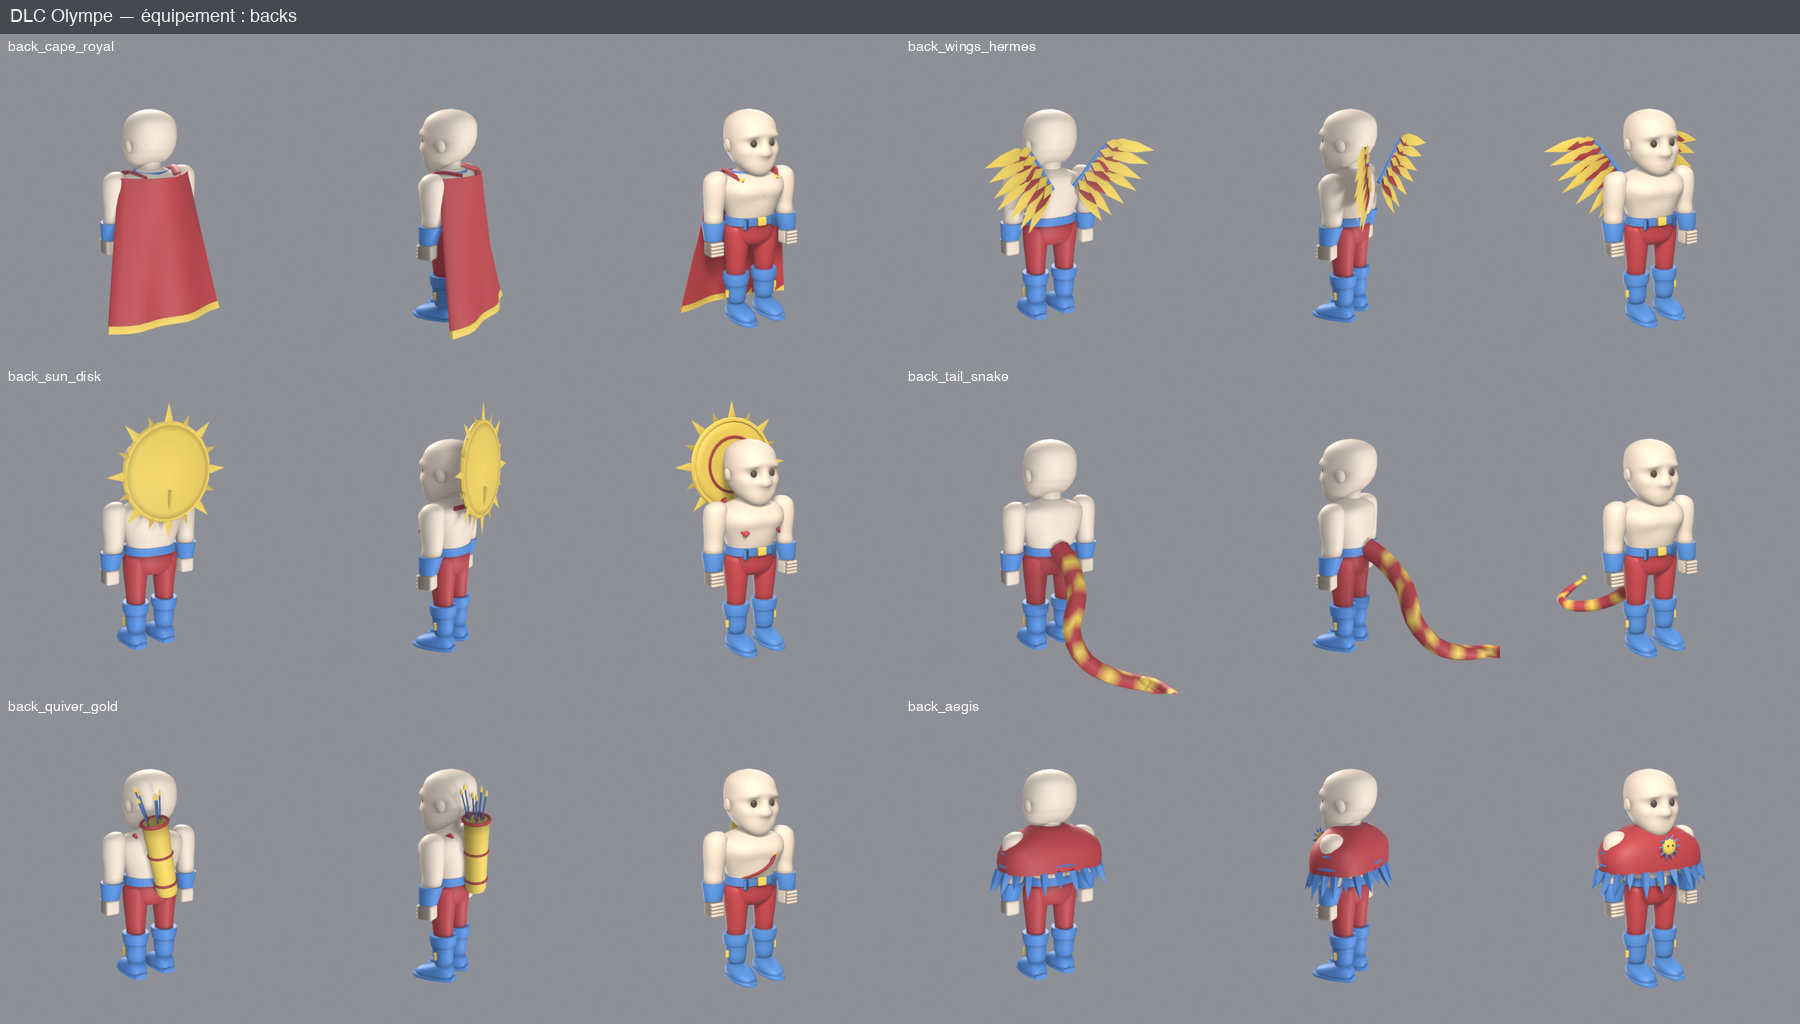 DLC Olympe — équipement : backs
back_cape_royal
back_wings_hermes
back_sun_disk
back_tail_snake
back_quiver_gold
back_aegis